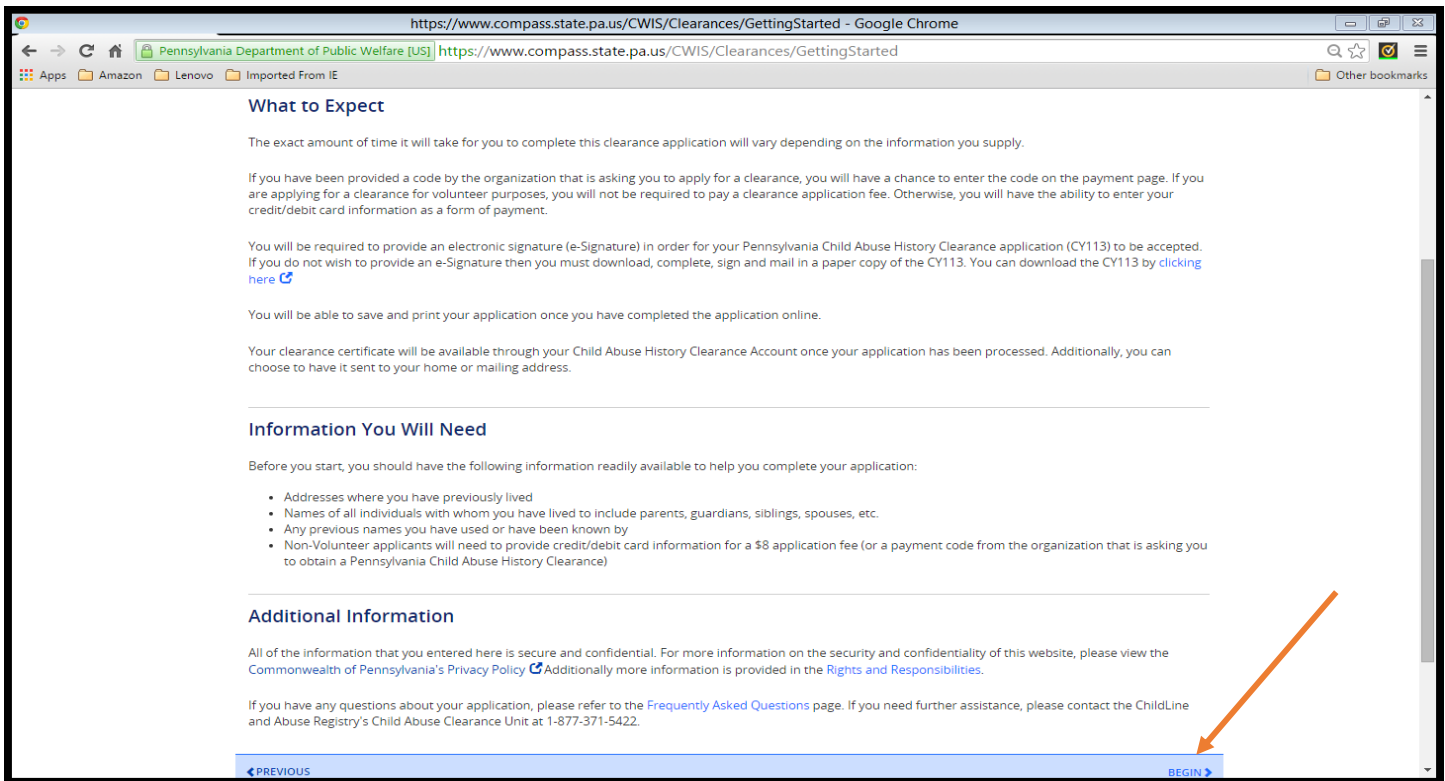 https://www.compass.state.pa.us/CWIS/Clearances/GettingStarted - Google Chrome
Pennsylvania Department of Public Welfare [US] https://www.compass.state.pa.us/CWIS/Clearances/GettingStarted
Apps Amazon Lenovo Imported From IE Other bookmarks
What to Expect
The exact amount of time it will take for you to complete this clearance application will vary depending on the information you supply.
If you have been provided a code by the organization that is asking you to apply for a clearance, you will have a chance to enter the code on the payment page. If you
are applying for a clearance for volunteer purposes, you will not be required to pay a clearance application fee. Otherwise, you will have the ability to enter your
credit/debit card information as a form of payment.
You will be required to provide an electronic signature (e-Signature) in order for your Pennsylvania Child Abuse History Clearance application (CY113) to be accepted.
If you do not wish to provide an e-Signature then you must download, complete, sign and mail in a paper copy of the CY113. You can download the CY113 by clicking
here
You will be able to save and print your application once you have completed the application online.
Your clearance certificate will be available through your Child Abuse History Clearance Account once your application has been processed. Additionally, you can
choose to have it sent to your home or mailing address.
Information You Will Need
Before you start, you should have the following information readily available to help you complete your application:
• Addresses where you have previously lived
• Names of all individuals with whom you have lived to include parents, guardians, siblings, spouses, etc.
• Any previous names you have used or have been known by
• Non-Volunteer applicants will need to provide credit/debit card information for a $8 application fee (or a payment code from the organization that is asking you
to obtain a Pennsylvania Child Abuse History Clearance)
Additional Information
All of the information that you entered here is secure and confidential. For more information on the security and confidentiality of this website, please view the
Commonwealth of Pennsylvania's Privacy Policy Additionally more information is provided in the Rights and Responsibilities.
If you have any questions about your application, please refer to the Frequently Asked Questions page. If you need further assistance, please contact the ChildLine
and Abuse Registry's Child Abuse Clearance Unit at 1-877-371-5422.
PREVIOUS BEGIN